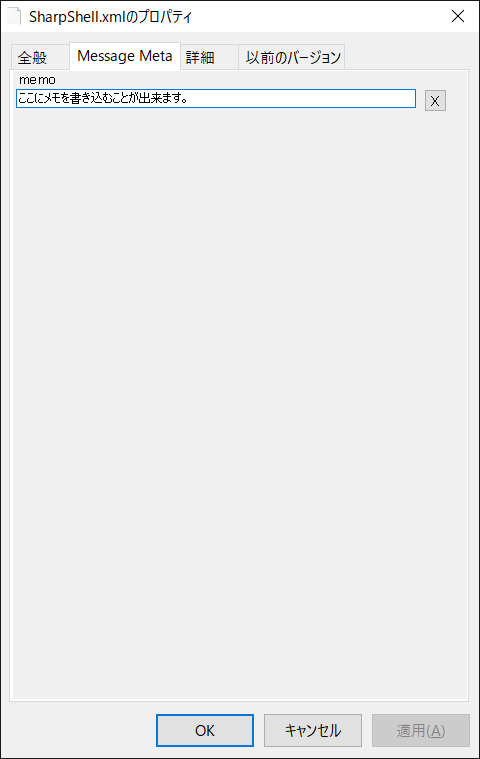 SharpShell.xmlのプロパティ
全般 Message Meta 詳細 以前のバージョン
memo
ここにメモを書き込むことが出来ます。 X
OK キャンセル 適用(A)